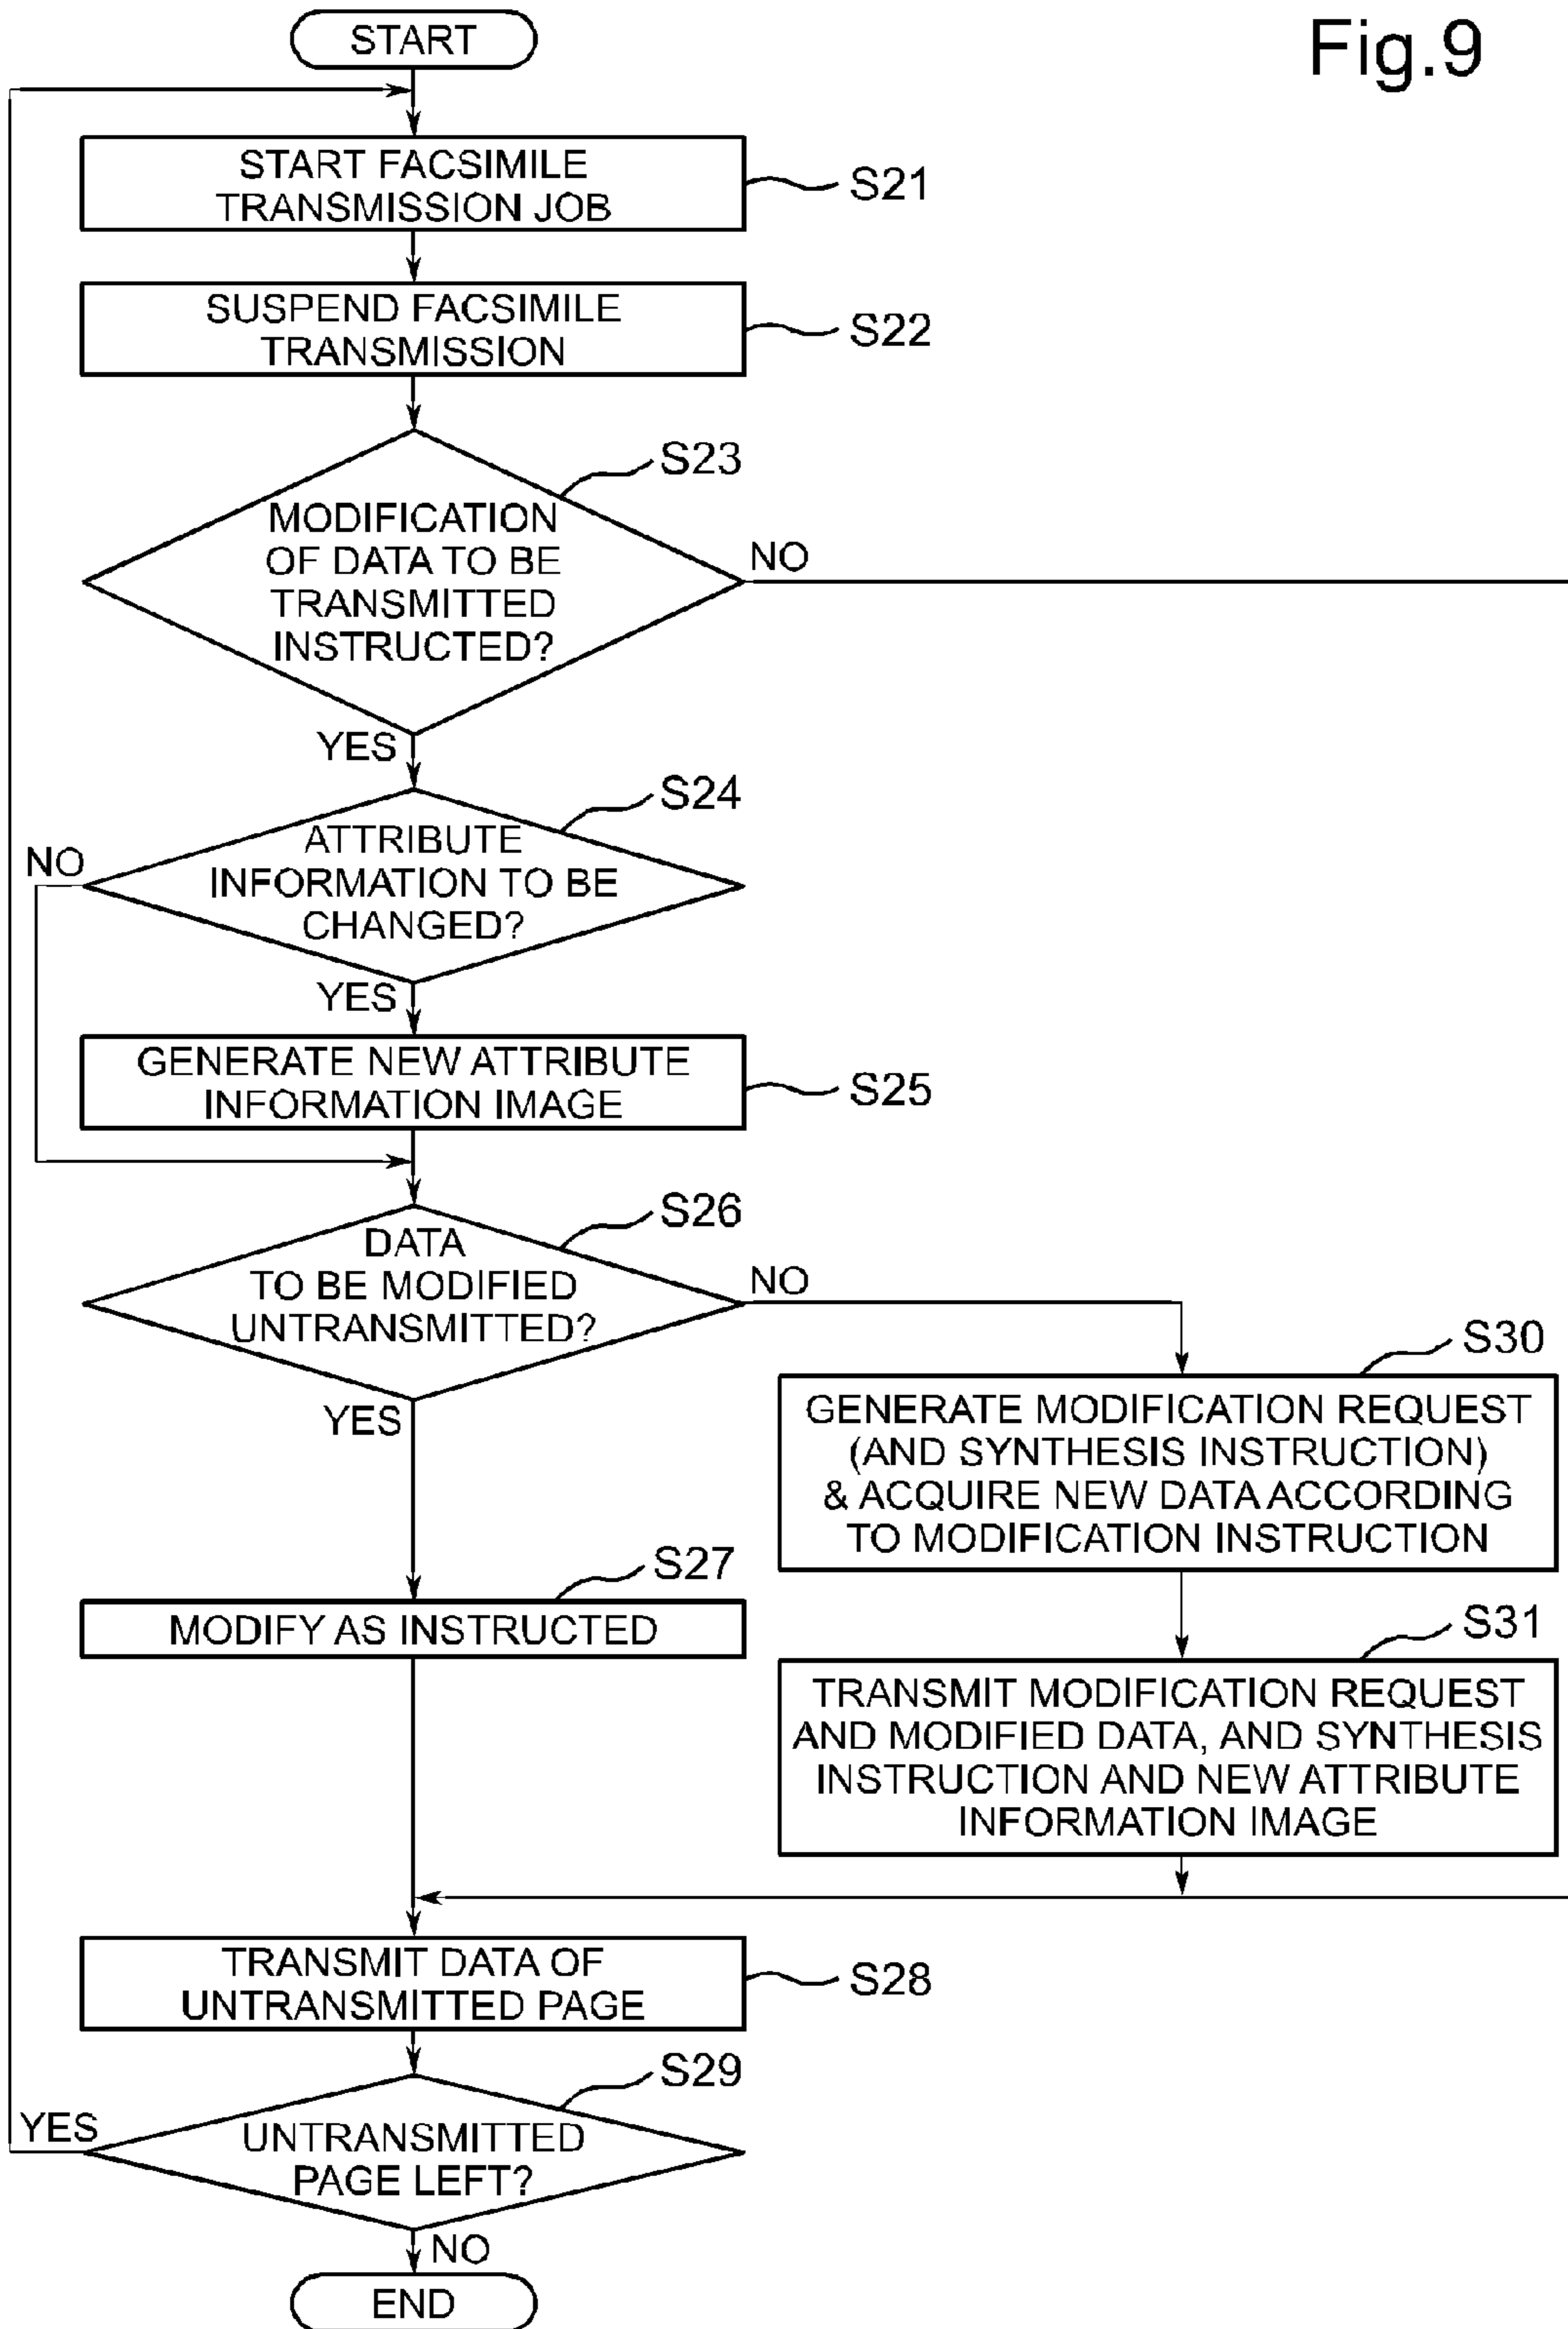 Fig.9
START
START FACSIMILE
TRANSMISSION JOB
S21
SUSPEND FACSIMILE
TRANSMISSION
S22
S23
MODIFICATION
OF DATA TO BE
TRANSMITTED
INSTRUCTED?
NO
YES
S24
ATTRIBUTE
INFORMATION TO BE
CHANGED?
NO
YES
GENERATE NEW ATTRIBUTE
INFORMATION IMAGE
S25
S26
DATA
TO BE MODIFIED
UNTRANSMITTED?
NO
YES
S30
GENERATE MODIFICATION REQUEST
(AND SYNTHESIS INSTRUCTION)
& ACQUIRE NEW DATA ACCORDING
TO MODIFICATION INSTRUCTION
S27
MODIFY AS INSTRUCTED
S31
TRANSMIT MODIFICATION REQUEST
AND MODIFIED DATA, AND SYNTHESIS
INSTRUCTION AND NEW ATTRIBUTE
INFORMATION IMAGE
TRANSMIT DATA OF
UNTRANSMITTED PAGE
S28
S29
YES
UNTRANSMITTED
PAGE LEFT?
NO
END